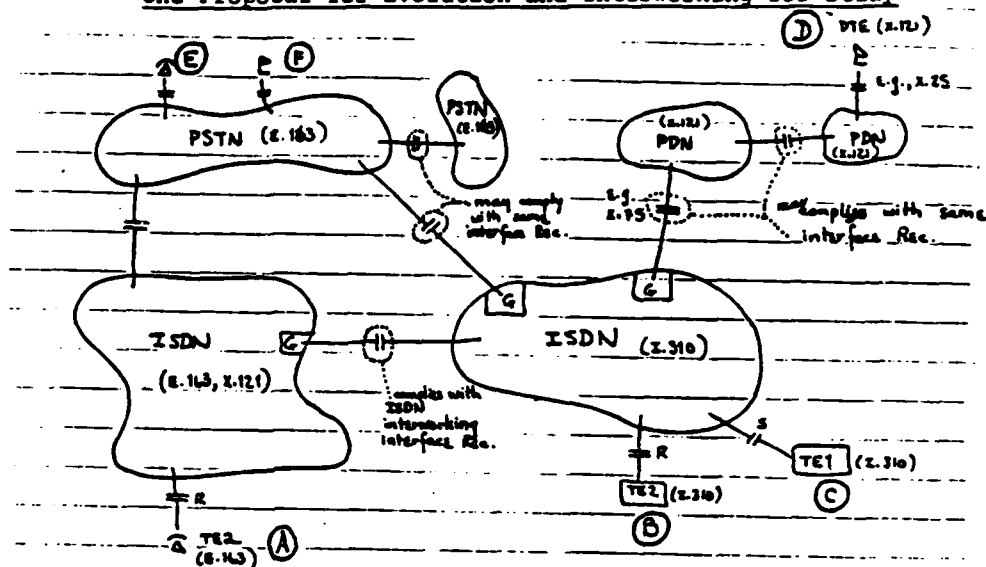 One Proposal for Evolution and Interworking for Study
D DTE (X.121)
E
F
e.g., X.25
PSTN (E.163)
PSTN
(E.163)
(X.121)
PDN
PDN
(X.121)
may comply
with same
interface Rec.
e.g.
X.75
may complies with same
interface Rec.
G
G
ISDN
(E.163, X.121)
G
ISDN (I.310)
complies with
ISDN
interworking
interface Rec.
R
TE2
(E.163)
A
R
TE2 (I.310)
B
S
TE1 (I.310)
C